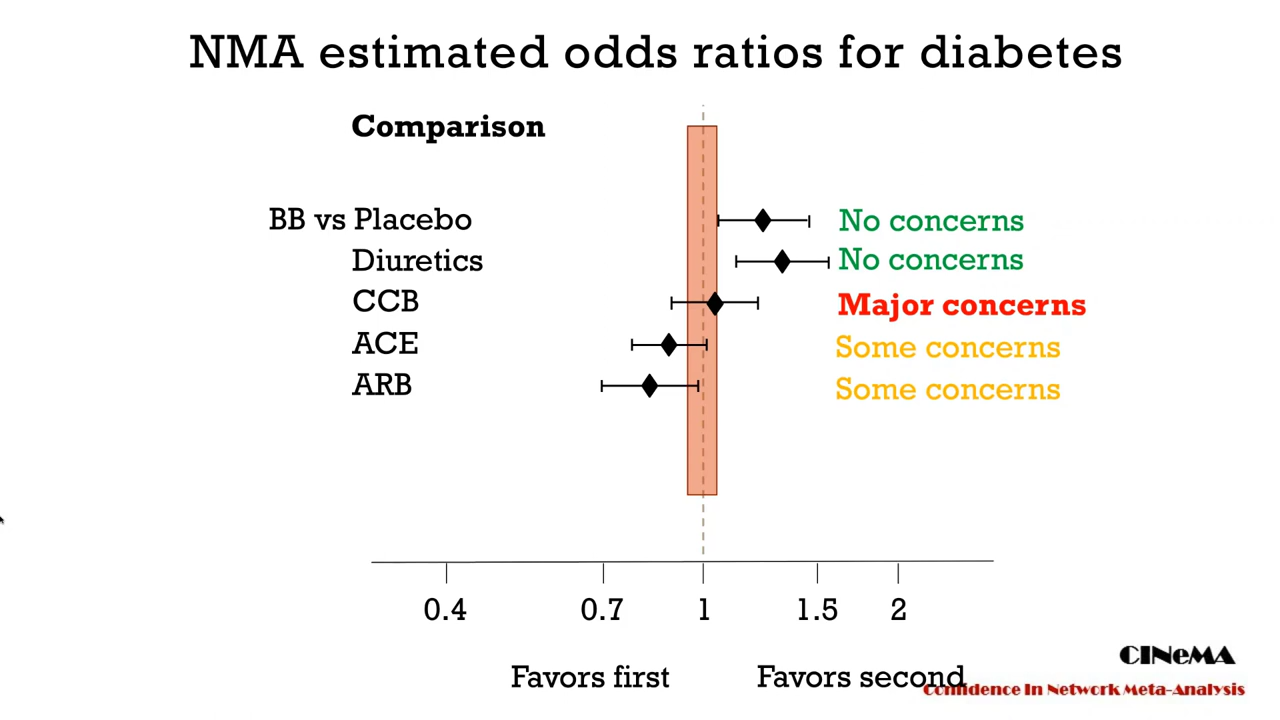 NMA estimated odds ratios for diabetes
Comparison
BB vs Placebo No concerns
Diuretics No concerns
CCB Major concerns
ACE Some concerns
ARB Some concerns
0.4 0.7 1 1.5 2
Favors first Favors second
CINeMA
Confidence In Network Meta-Analysis